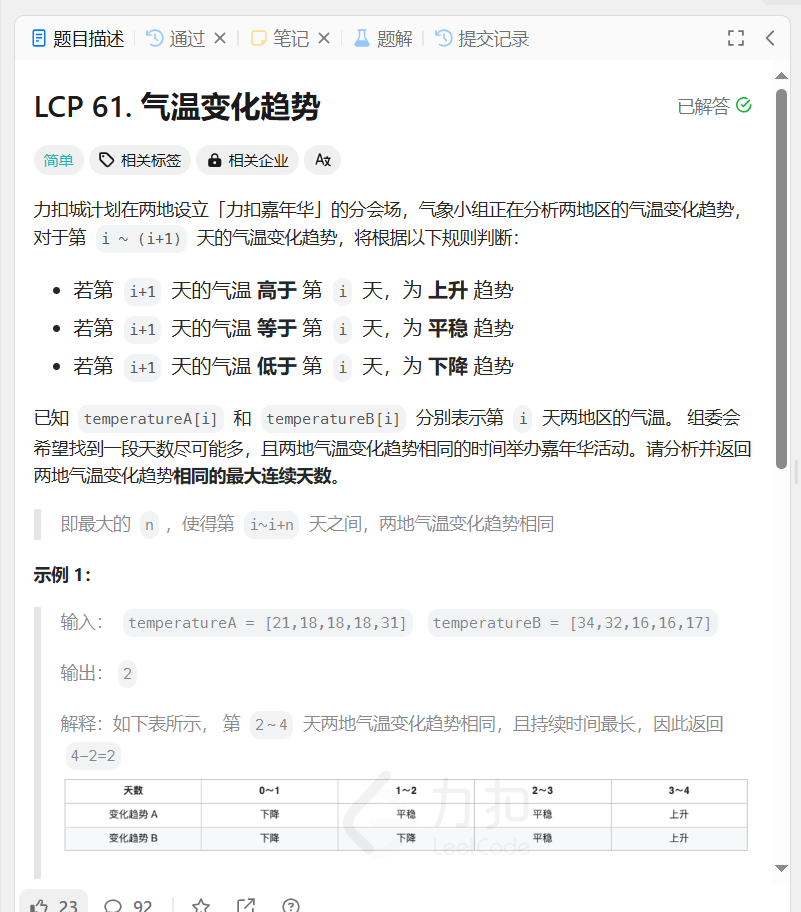 题目描述 通过 笔记 题解 提交记录
LCP 61. 气温变化趋势
已解答
简单 相关标签 相关企业
力扣城计划在两地设立「力扣嘉年华」的分会场，气象小组正在分析两地区的气温变化趋势，
对于第 i ~ (i+1) 天的气温变化趋势，将根据以下规则判断：
若第 i+1 天的气温 高于 第 i 天，为 上升 趋势
若第 i+1 天的气温 等于 第 i 天，为 平稳 趋势
若第 i+1 天的气温 低于 第 i 天，为 下降 趋势
已知 temperatureA[i] 和 temperatureB[i] 分别表示第 i 天两地区的气温。 组委会
希望找到一段天数尽可能多，且两地气温变化趋势相同的时间举办嘉年华活动。请分析并返回
两地气温变化趋势相同的最大连续天数。
即最大的 n ，使得第 i~i+n 天之间，两地气温变化趋势相同
示例 1：
输入： temperatureA = [21,18,18,18,31] temperatureB = [34,32,16,16,17]
输出： 2
解释：如下表所示， 第 2～4 天两地气温变化趋势相同，且持续时间最长，因此返回
4-2=2
天数 0～1 1～2 2～3 3～4
变化趋势 A 下降 平稳 平稳 上升
变化趋势 B 下降 下降 平稳 上升
力扣
LeetCode
23 92